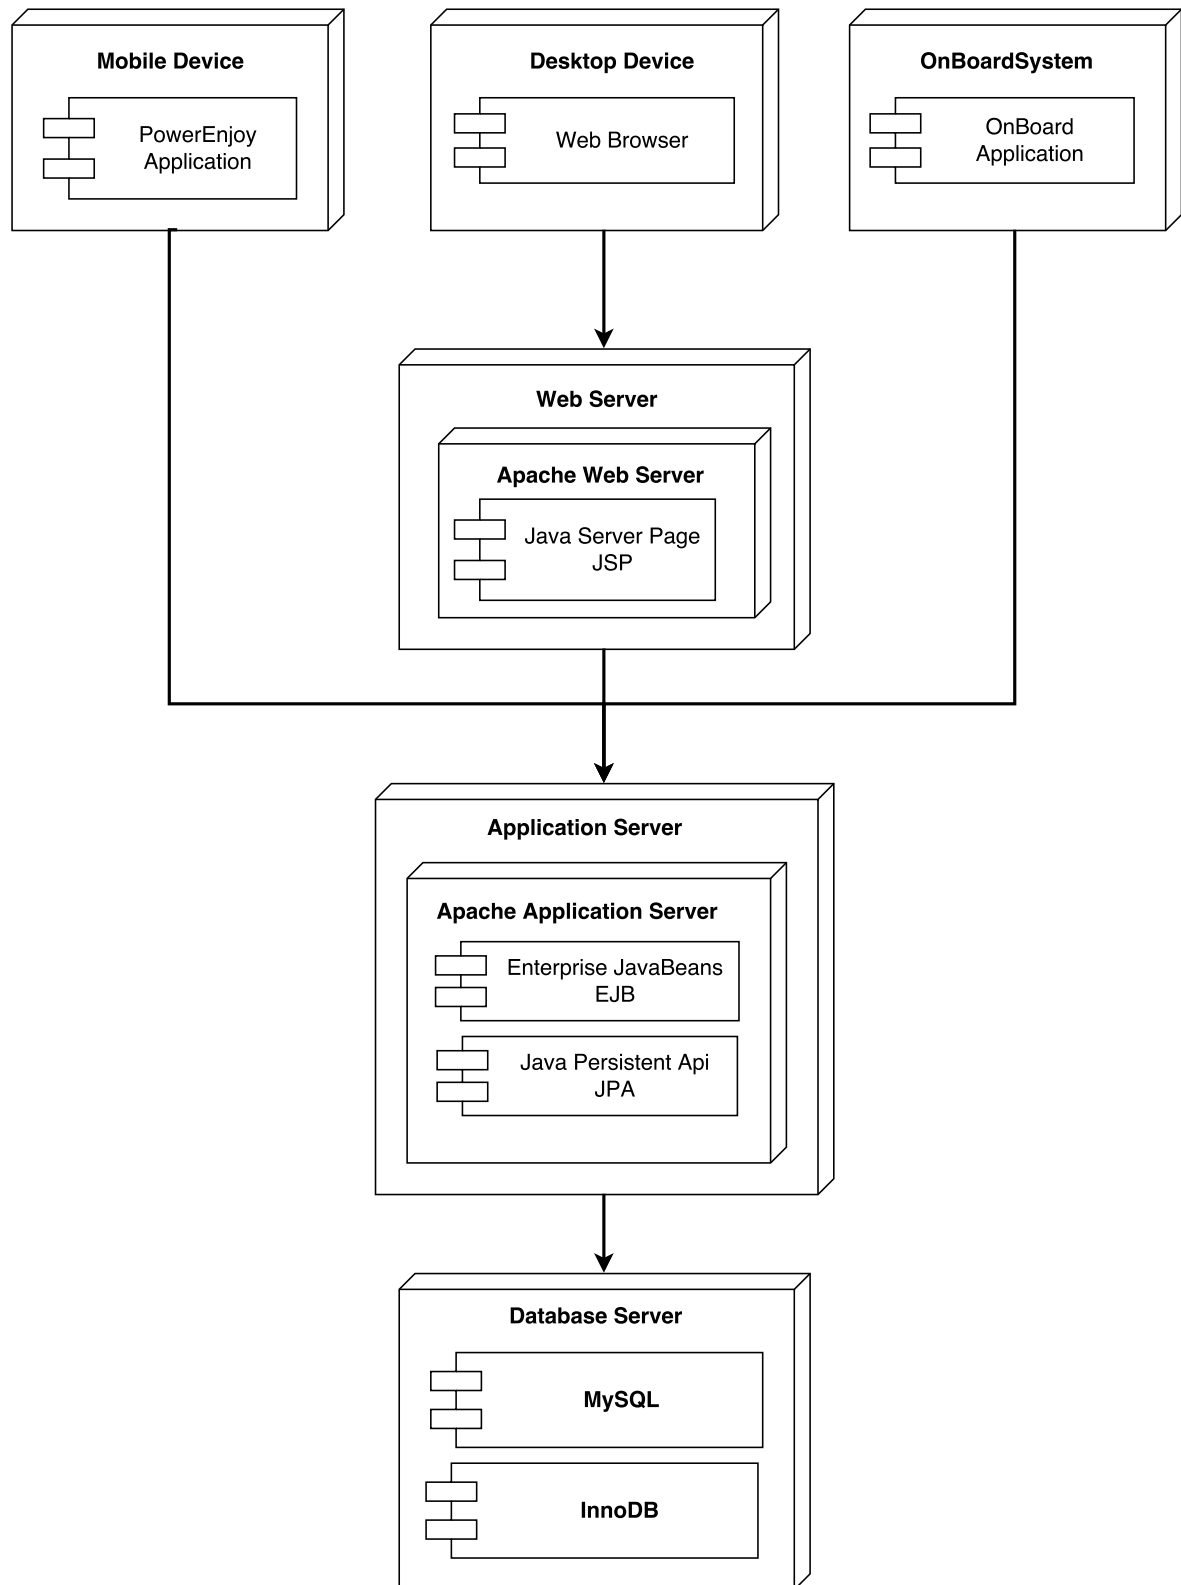 Mobile Device
PowerEnjoy
Application
Desktop Device
Web Browser
OnBoardSystem
OnBoard
Application
Web Server
Apache Web Server
Java Server Page
JSP
Application Server
Apache Application Server
Enterprise JavaBeans
EJB
Java Persistent Api
JPA
Database Server
MySQL
InnoDB